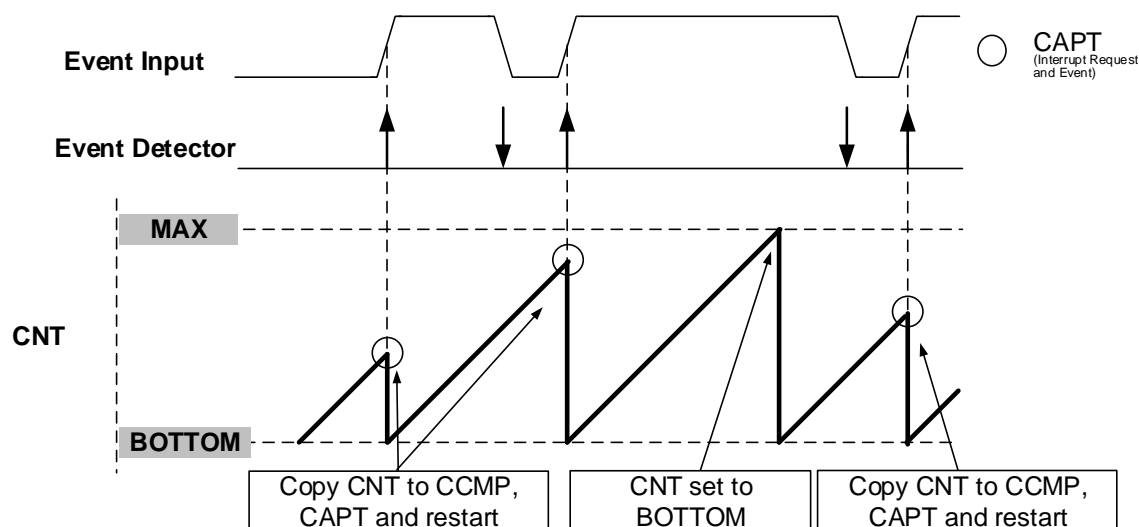 Event Input
CAPT
(Interrupt Request
and Event)
Event Detector
MAX
CNT
BOTTOM
Copy CNT to CCMP,
CAPT and restart
CNT set to
BOTTOM
Copy CNT to CCMP,
CAPT and restart